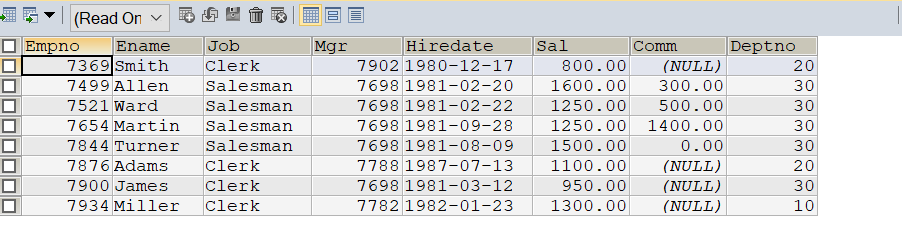 (Read On
Empno Ename Job Mgr Hiredate Sal Comm Deptno
7369 Smith Clerk 7902 1980-12-17 800.00 (NULL) 20
7499 Allen Salesman 7698 1981-02-20 1600.00 300.00 30
7521 Ward Salesman 7698 1981-02-22 1250.00 500.00 30
7654 Martin Salesman 7698 1981-09-28 1250.00 1400.00 30
7844 Turner Salesman 7698 1981-08-09 1500.00 0.00 30
7876 Adams Clerk 7788 1987-07-13 1100.00 (NULL) 20
7900 James Clerk 7698 1981-03-12 950.00 (NULL) 30
7934 Miller Clerk 7782 1982-01-23 1300.00 (NULL) 10